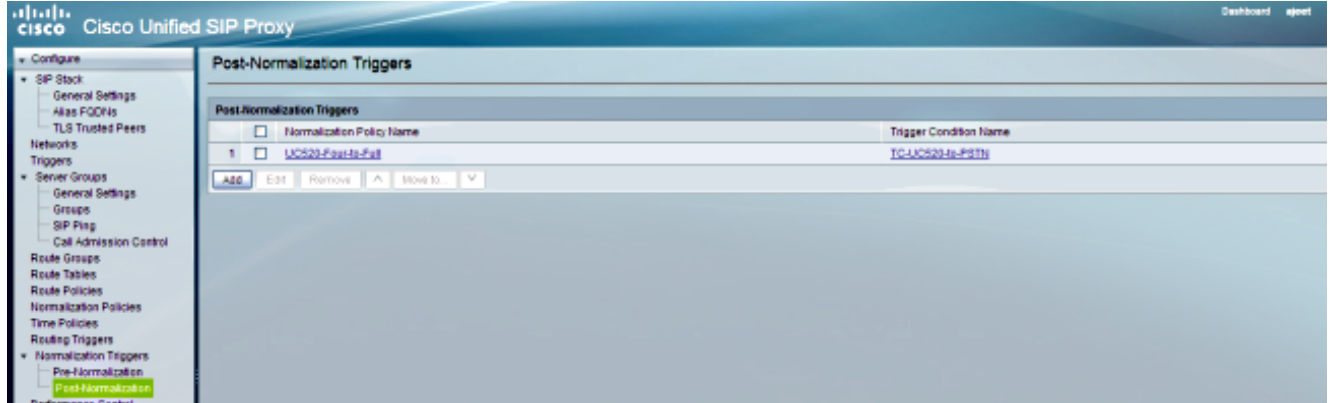 Dashboard ajeet
CISCO Cisco Unified SIP Proxy
Configure
SIP Stack
General Settings
Alias FQDNs
TLS Trusted Peers
Networks
Triggers
Server Groups
General Settings
Groups
SIP Ping
Call Admission Control
Route Groups
Route Tables
Route Policies
Normalization Policies
Time Policies
Routing Triggers
Normalization Triggers
Pre-Normalization
Post-Normalization
Performance Control
Post-Normalization Triggers
Post-Normalization Triggers
Normalization Policy Name Trigger Condition Name
1 UC520-Four-to-Full TC-UC520-to-PSTN
Add Edit Remove Move to...